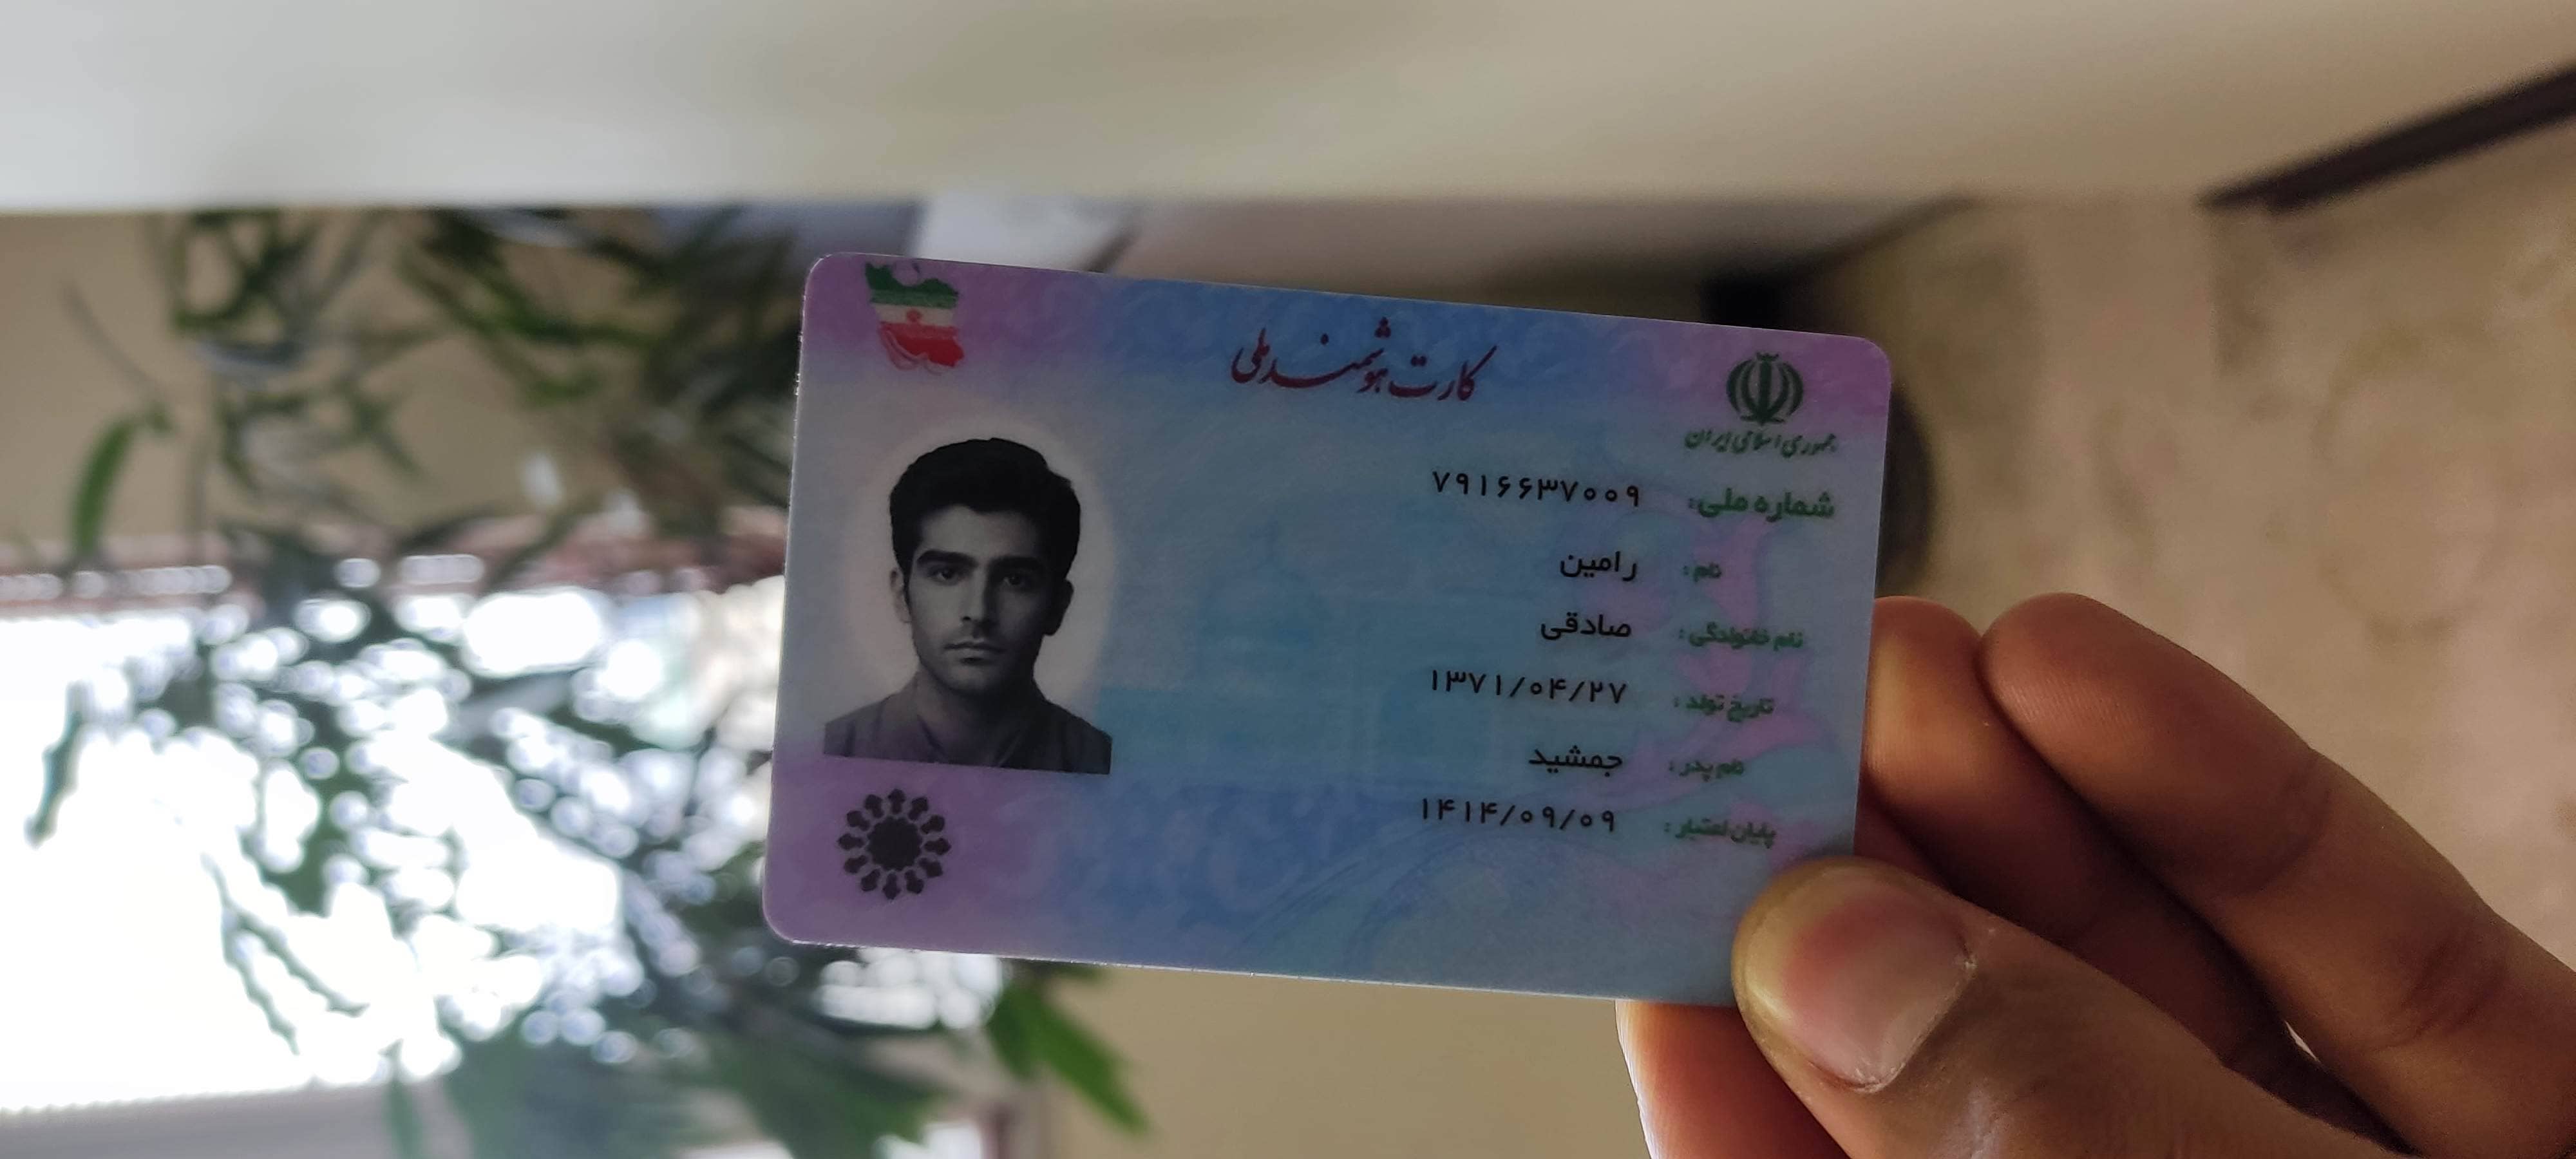 کارت هوشمند ملی
جمهوری اسلامی ایران
شماره ملی: ۷۹۱۶۶۳۷۰۰۹
نام : رامین
نام خانوادگی : صادقی
تاریخ تولد : ۱۳۷۱/۰۴/۲۷
نام پدر : جمشید
پایان اعتبار : ۱۴۱۴/۰۹/۰۹